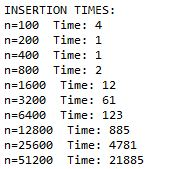 INSERTION TIMES:
n=100  Time: 4
n=200  Time: 1
n=400  Time: 1
n=800  Time: 2
n=1600  Time: 12
n=3200  Time: 61
n=6400  Time: 123
n=12800  Time: 885
n=25600  Time: 4781
n=51200  Time: 21885